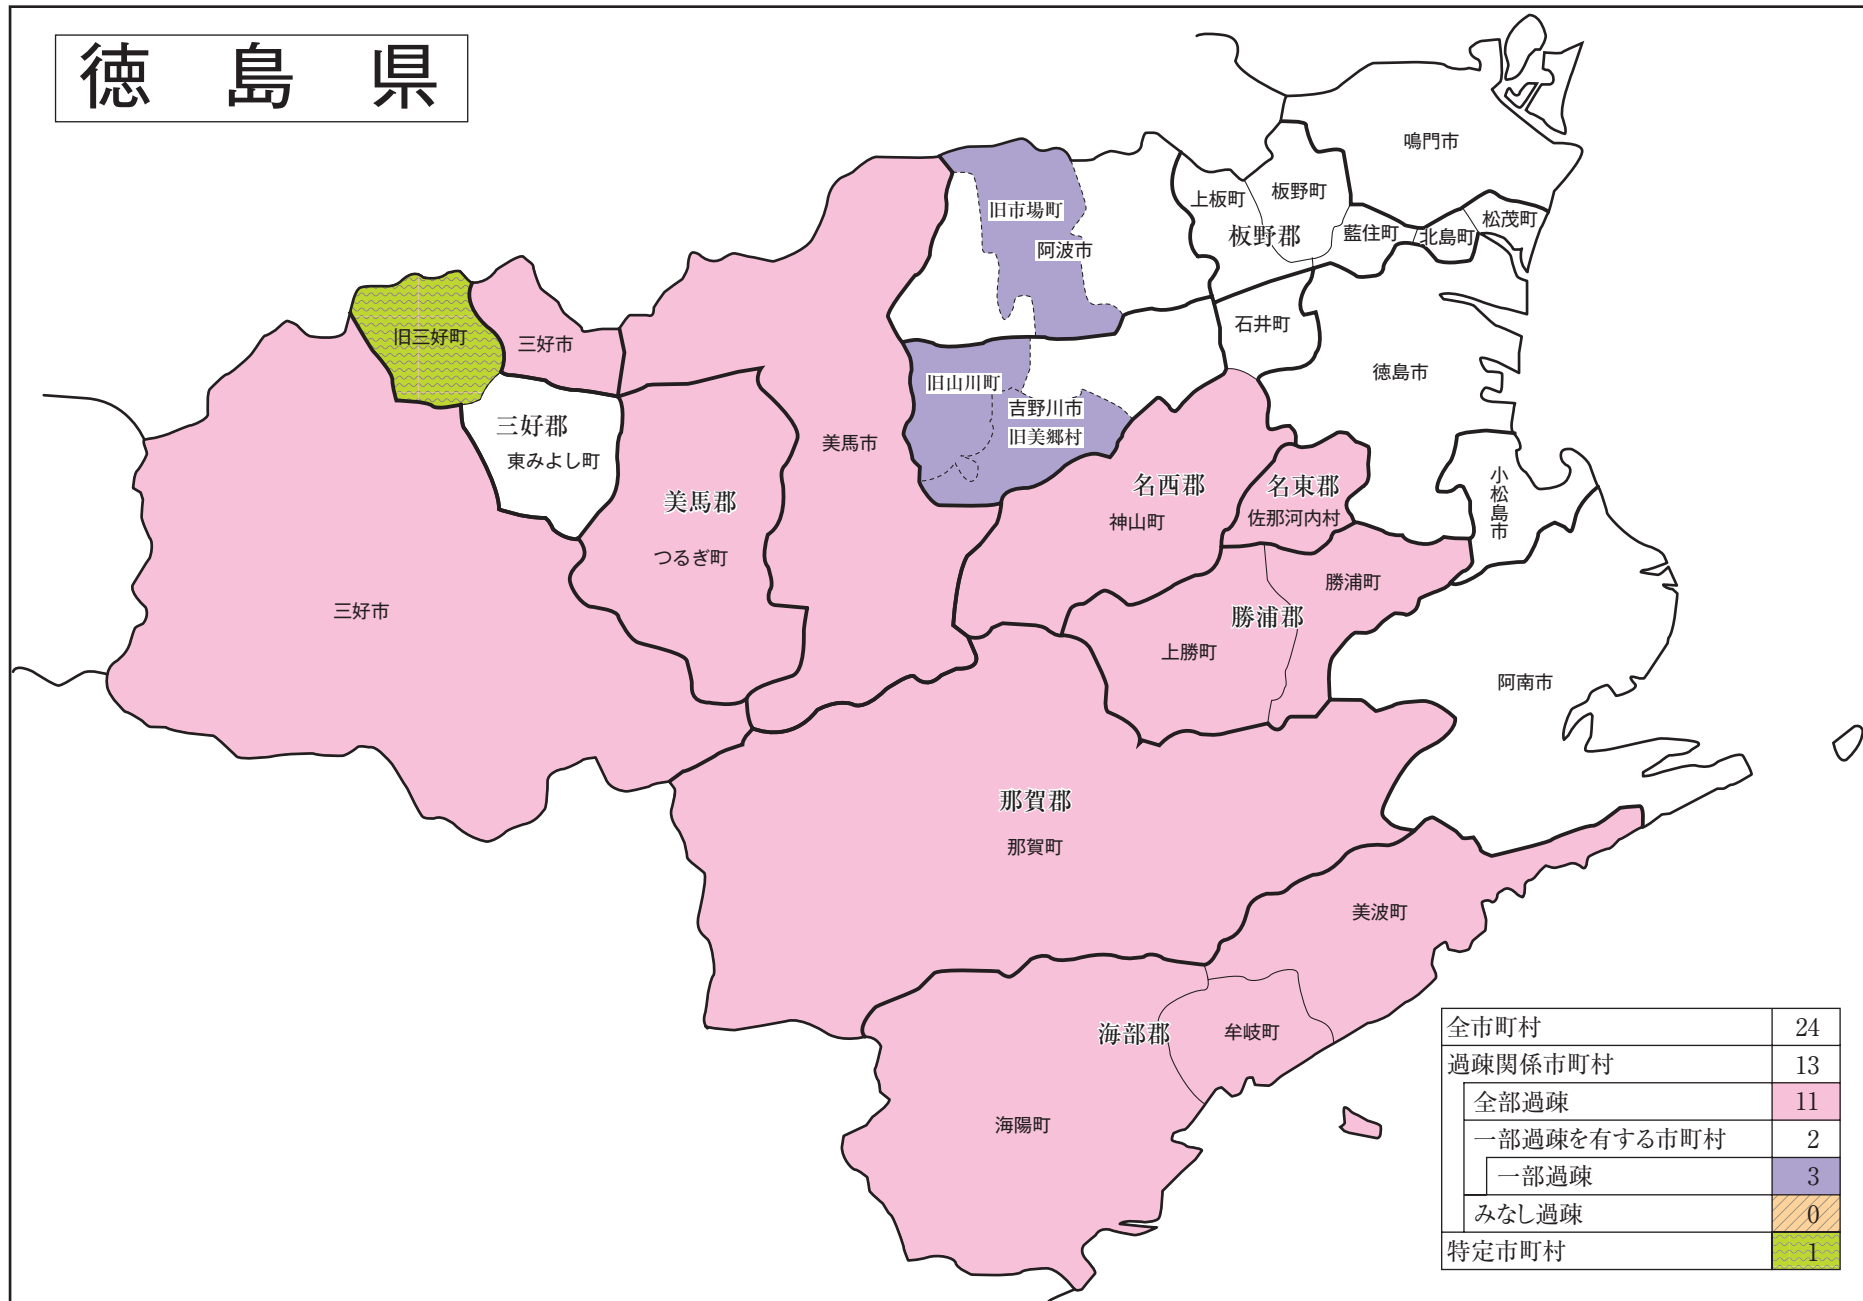 徳島県
鳴門市
松茂町
北島町
藍住町
板野町
上板町
板野郡
旧市場町
阿波市
石井町
徳島市
旧三好町
三好市
旧山川町
吉野川市
旧美郷村
三好郡
東みよし町
美馬市
小松島市
美馬郡
つるぎ町
名西郡
神山町
名東郡
佐那河内村
三好市
勝浦町
勝浦郡
上勝町
阿南市
那賀郡
那賀町
美波町
海部郡
牟岐町
海陽町
全市町村 24
過疎関係市町村 13
全部過疎 11
一部過疎を有する市町村 2
一部過疎 3
みなし過疎 0
特定市町村 1